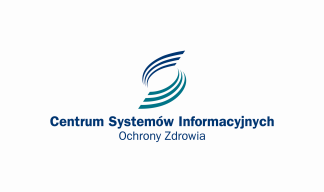 Centrum Systemów Informacyjnych
Ochrony Zdrowia